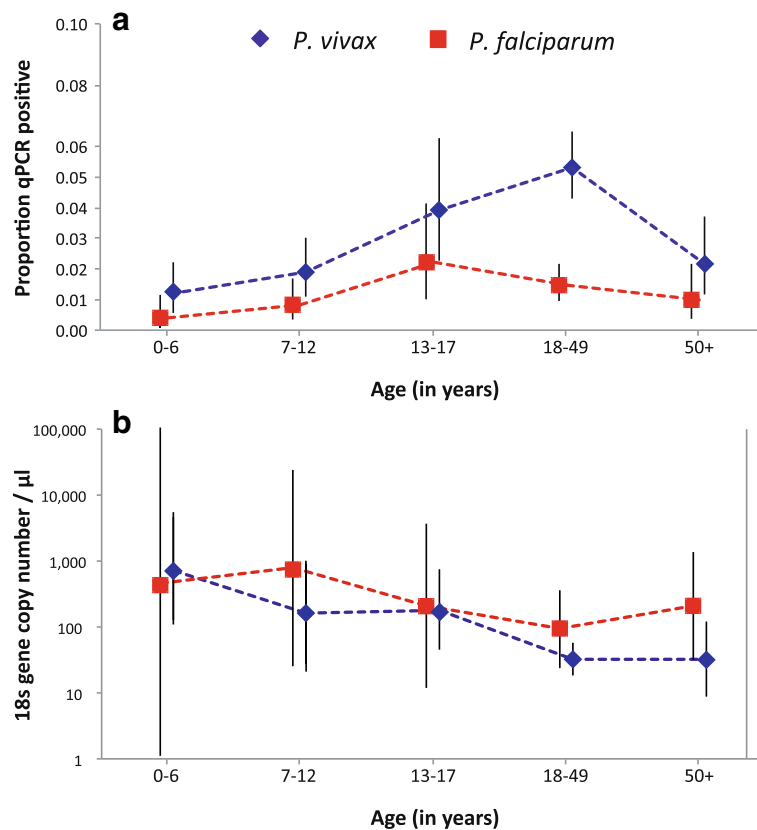 a
P. vivax P. falciparum
Proportion qPCR positive
0.10
0.08
0.06
0.05
0.04
0.03
0.02
0.01
0.00
0-6 7-12 13-17 18-49 50+
Age (in years)
b
18s gene copy number / µl
100,000
10,000
1,000
100
10
1
0-6 7-12 13-17 18-49 50+
Age (in years)